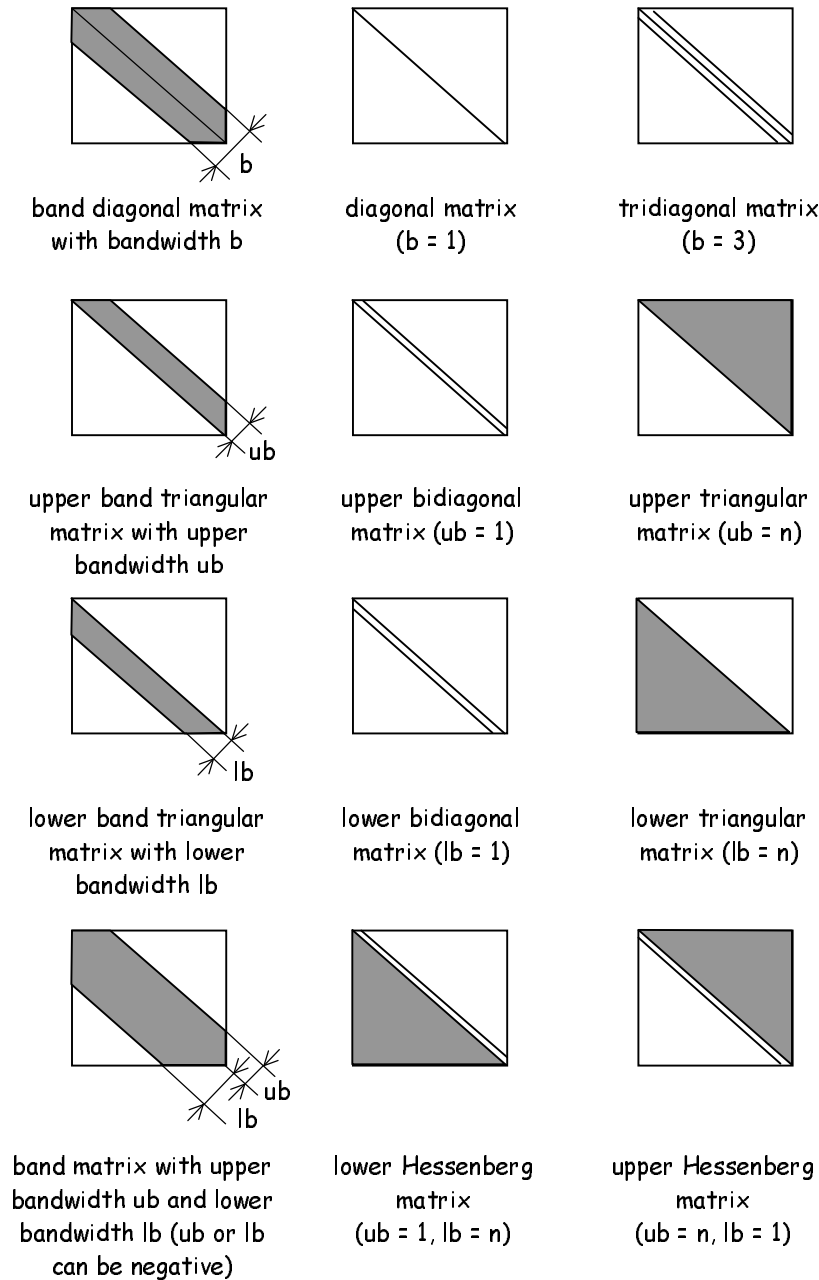 b
band diagonal matrix
with bandwidth b
diagonal matrix
(b = 1)
tridiagonal matrix
(b = 3)
ub
upper band triangular
matrix with upper
bandwidth ub
upper bidiagonal
matrix (ub = 1)
upper triangular
matrix (ub = n)
lb
lower band triangular
matrix with lower
bandwidth lb
lower bidiagonal
matrix (lb = 1)
lower triangular
matrix (lb = n)
ub
lb
band matrix with upper
bandwidth ub and lower
bandwidth lb (ub or lb
can be negative)
lower Hessenberg
matrix
(ub = 1, lb = n)
upper Hessenberg
matrix
(ub = n, lb = 1)